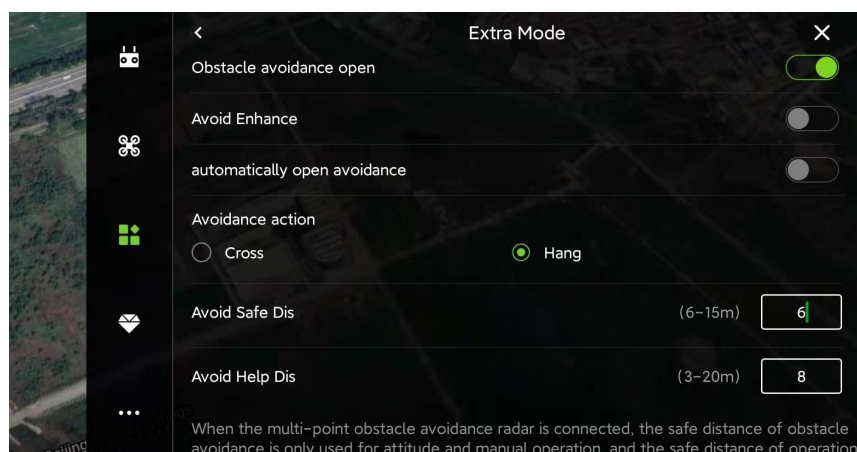 Extra Mode
Obstacle avoidance open
Avoid Enhance
automatically open avoidance
Avoidance action
Cross Hang
Avoid Safe Dis (6-15m) 6
Avoid Help Dis (3-20m) 8
When the multi-point obstacle avoidance radar is connected, the safe distance of obstacle
avoidance is only used for attitude and manual operation, and the safe distance of operation